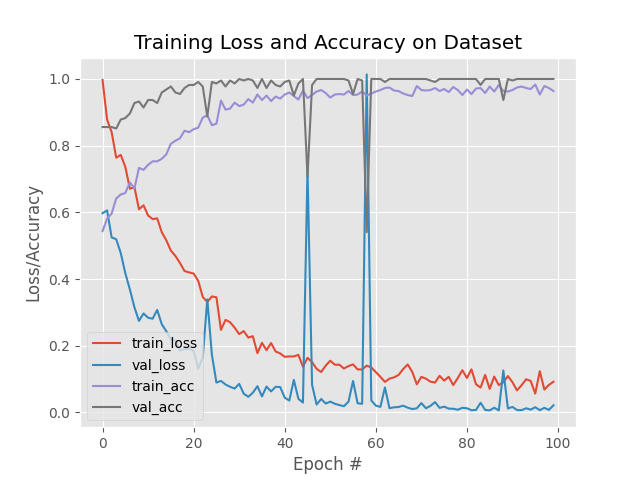 Training Loss and Accuracy on Dataset
1.0
0.8
0.6
0.4
0.2
0.0
Loss/Accuracy
train_loss
val_loss
train_acc
val_acc
0 20 40 60 80 100
Epoch #